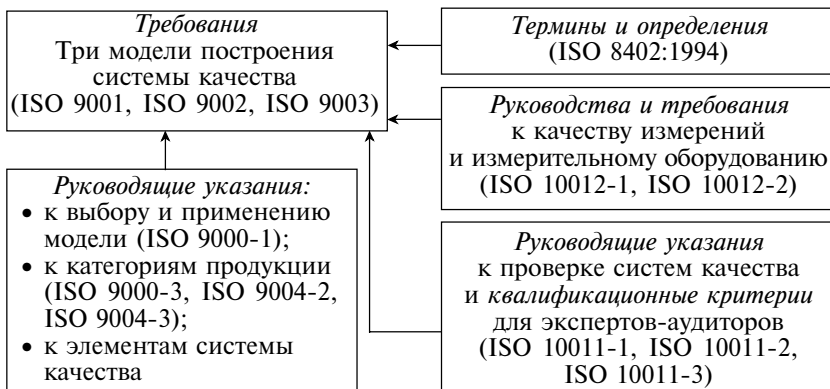 Требования
Три модели построения
системы качества
(ISO 9001, ISO 9002, ISO 9003)
Термины и определения
(ISO 8402:1994)
Руководства и требования
к качеству измерений
и измерительному оборудованию
(ISO 10012-1, ISO 10012-2)
Руководящие указания:
• к выбору и применению
модели (ISO 9000-1);
• к категориям продукции
(ISO 9000-3, ISO 9004-2,
ISO 9004-3);
• к элементам системы
качества
Руководящие указания
к проверке систем качества
и квалификационные критерии
для экспертов-аудиторов
(ISO 10011-1, ISO 10011-2,
ISO 10011-3)